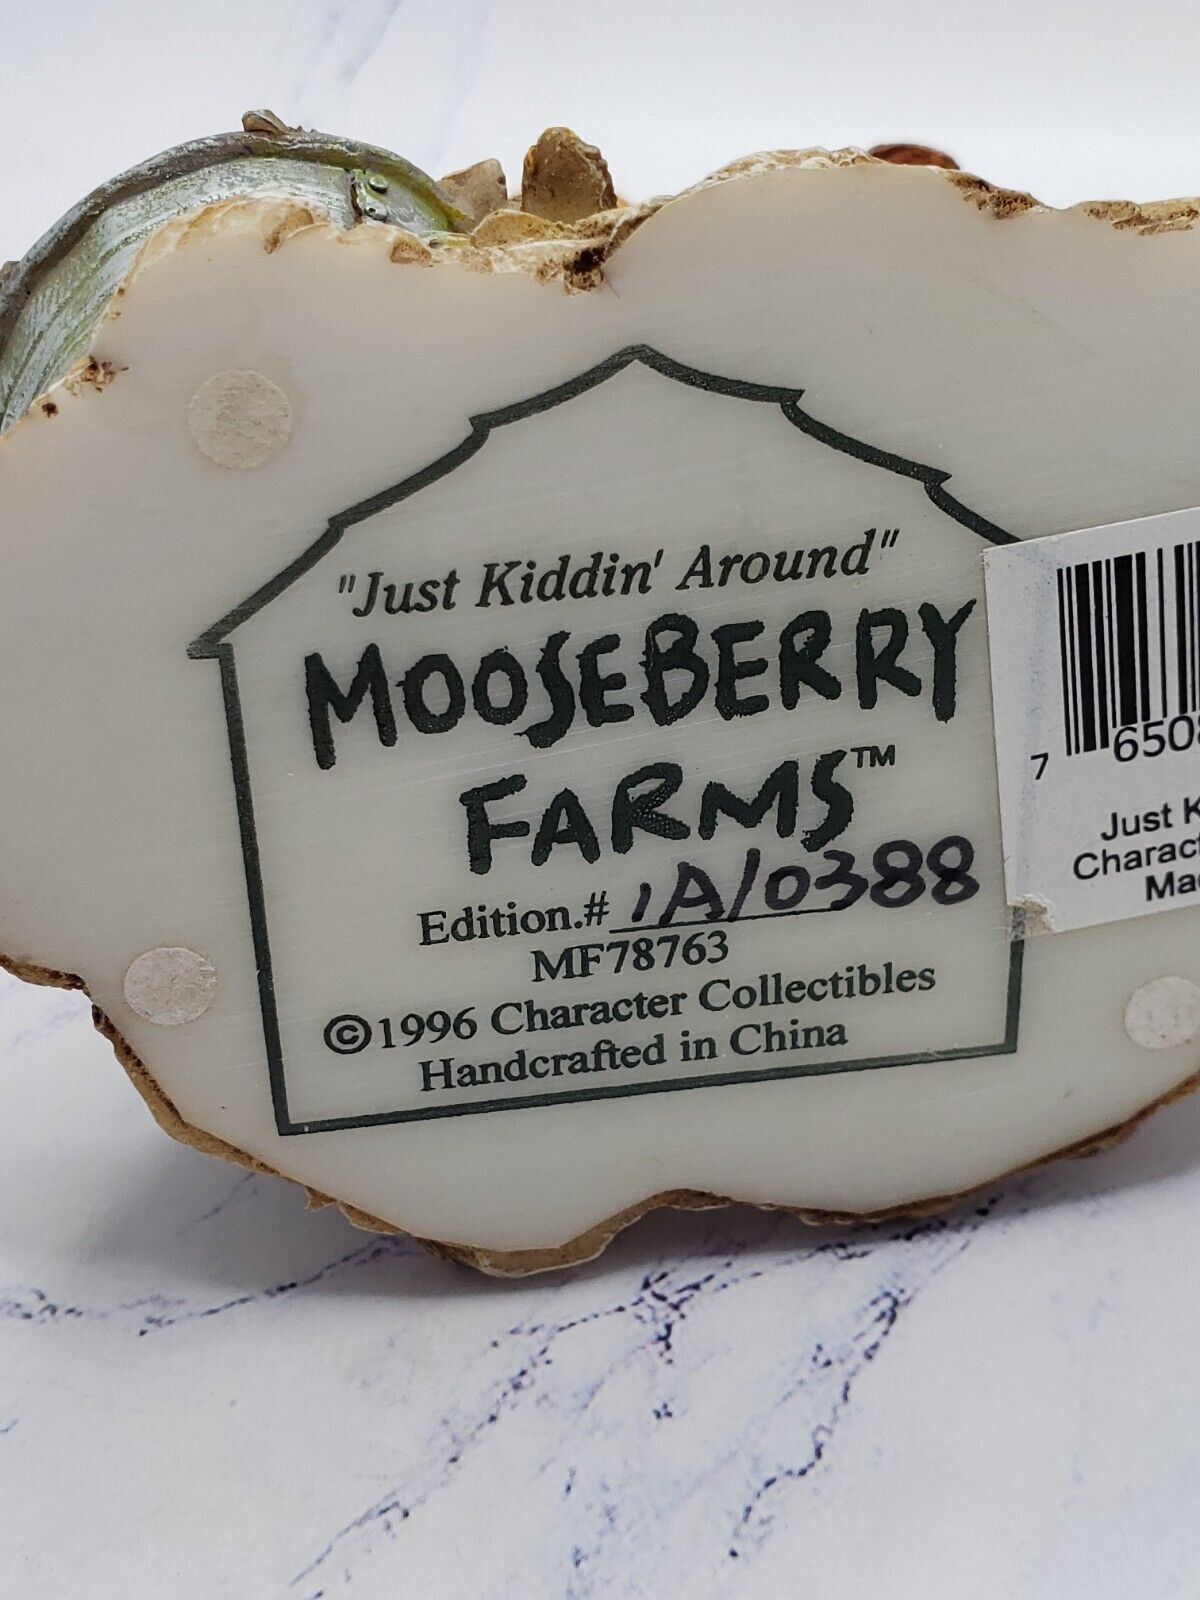 "Just Kiddin' Around"
MOOSEBERRY
FARMS™
Edition.# 1A/0388
MF78763
©1996 Character Collectibles
Handcrafted in China
7 6508
Just K
Charact
Mad